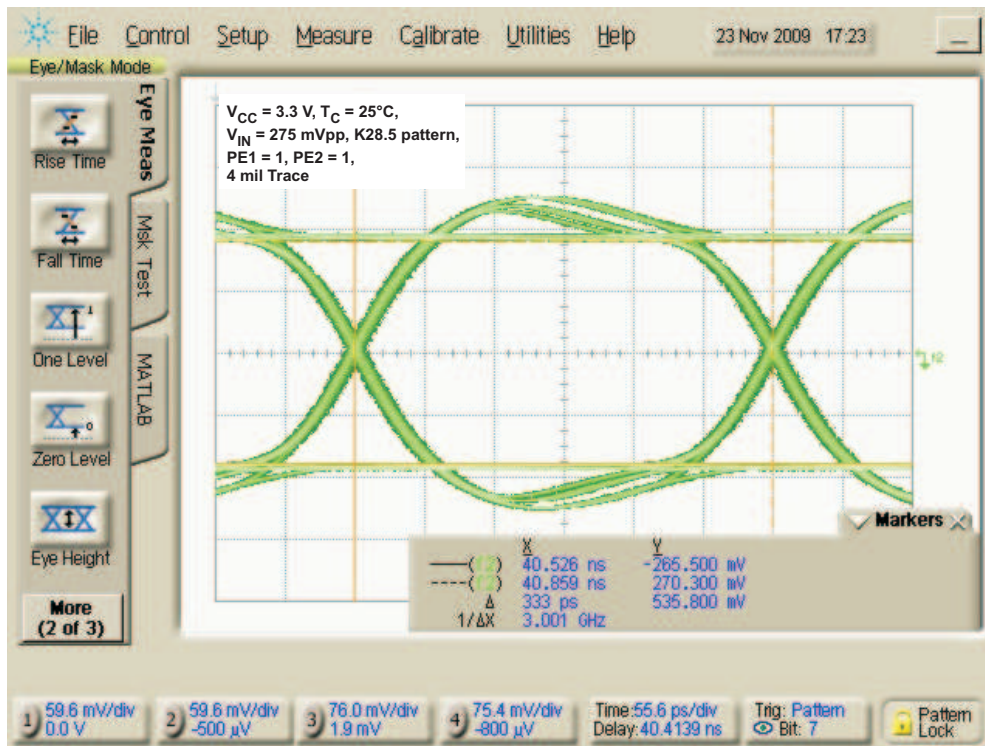 File Control Setup Measure Calibrate Utilities Help 23 Nov 2009 17:23
Eye/Mask Mode
Eye Meas
Msk Test
MATLAB
Rise Time
Fall Time
One Level
Zero Level
Eye Height
More
(2 of 3)
VCC = 3.3 V, TC = 25°C,
VIN = 275 mVpp, K28.5 pattern,
PE1 = 1, PE2 = 1,
4 mil Trace
Markers
X Y
40.526 ns -265.500 mV
40.859 ns 270.300 mV
Δ 333 ps 535.800 mV
1/ΔX 3.001 GHz
1) 59.6 mV/div
0.0 V
2) 59.6 mV/div
-500 µV
3) 76.0 mV/div
1.9 mV
4) 75.4 mV/div
-800 µV
Time:55.6 ps/div
Delay:40.4139 ns
Trig: Pattern
Bit: 7
Pattern
Lock